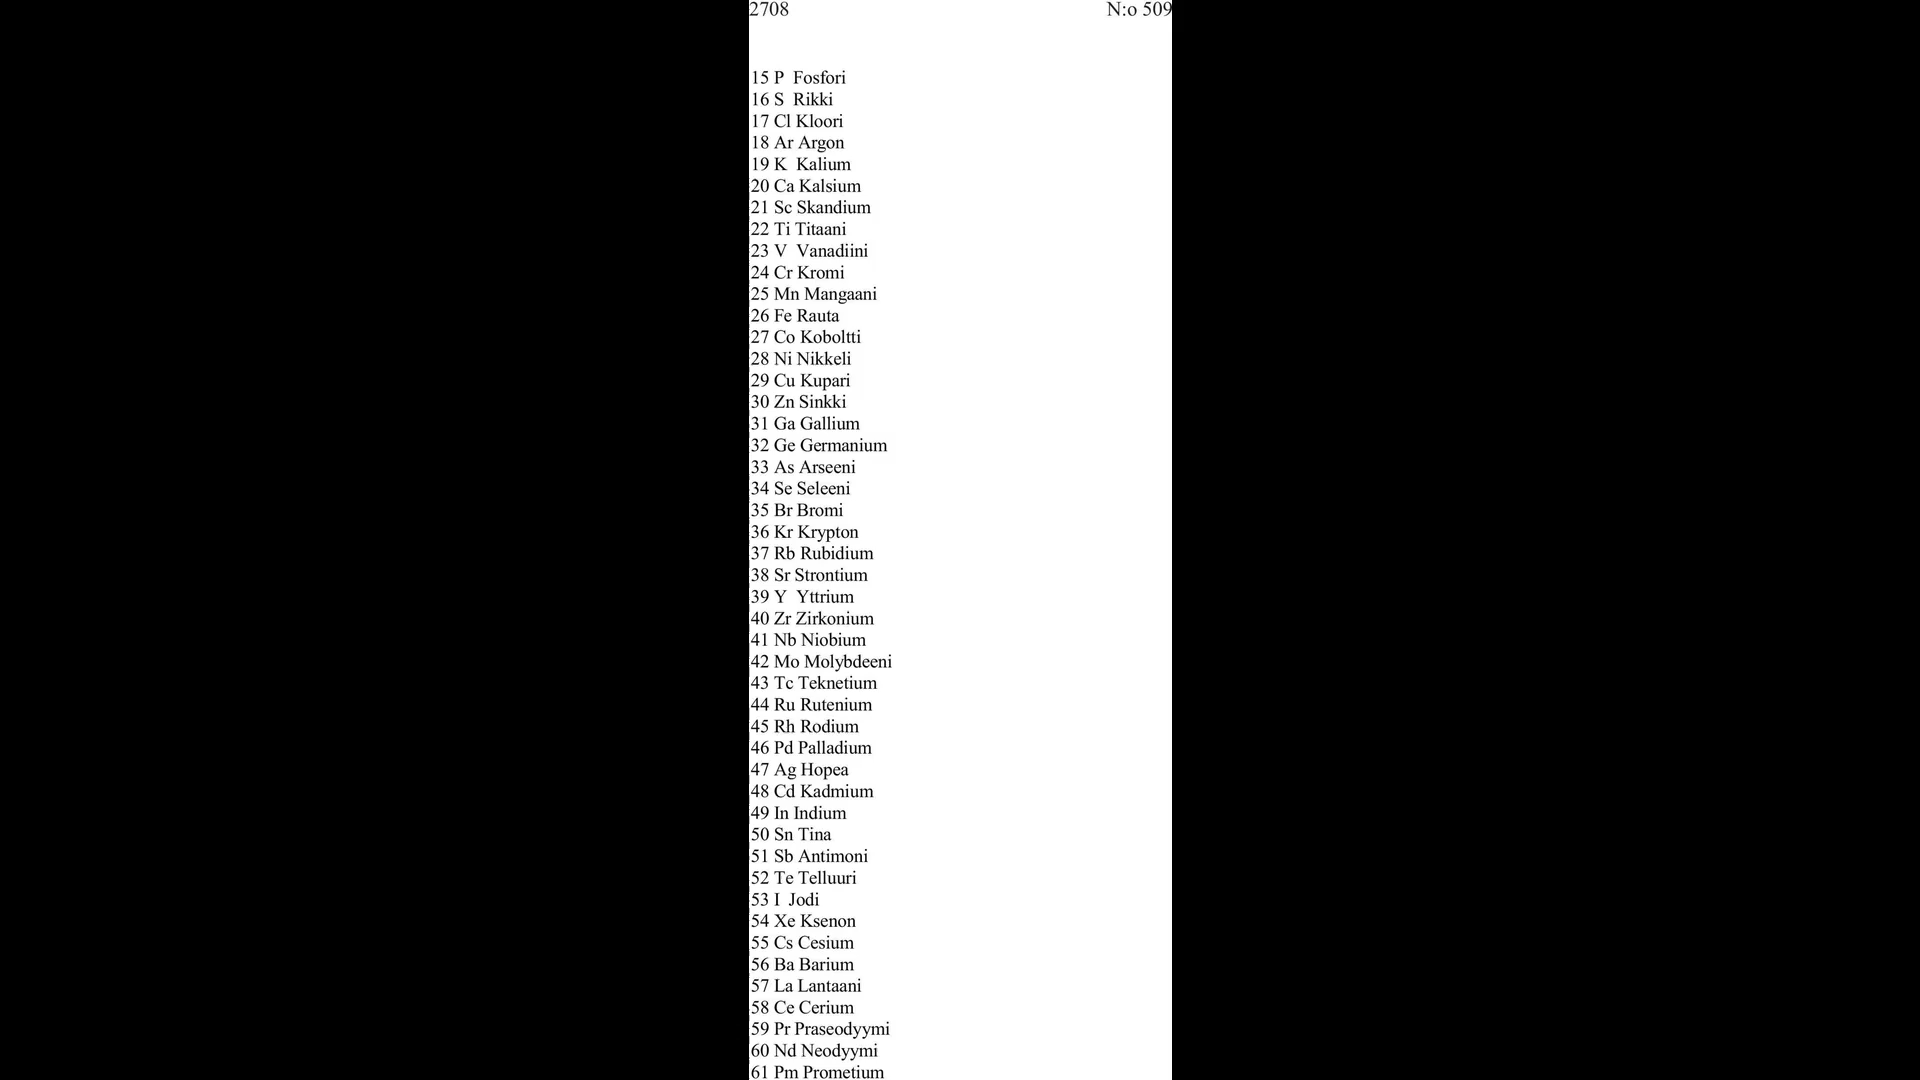 2708 N:o 509
15 P  Fosfori
16 S  Rikki
17 Cl Kloori
18 Ar Argon
19 K  Kalium
20 Ca Kalsium
21 Sc Skandium
22 Ti Titaani
23 V  Vanadiini
24 Cr Kromi
25 Mn Mangaani
26 Fe Rauta
27 Co Koboltti
28 Ni Nikkeli
29 Cu Kupari
30 Zn Sinkki
31 Ga Gallium
32 Ge Germanium
33 As Arseeni
34 Se Seleeni
35 Br Bromi
36 Kr Krypton
37 Rb Rubidium
38 Sr Strontium
39 Y  Yttrium
40 Zr Zirkonium
41 Nb Niobium
42 Mo Molybdeeni
43 Tc Teknetium
44 Ru Rutenium
45 Rh Rodium
46 Pd Palladium
47 Ag Hopea
48 Cd Kadmium
49 In Indium
50 Sn Tina
51 Sb Antimoni
52 Te Telluuri
53 I  Jodi
54 Xe Ksenon
55 Cs Cesium
56 Ba Barium
57 La Lantaani
58 Ce Cerium
59 Pr Praseodyymi
60 Nd Neodyymi
61 Pm Prometium